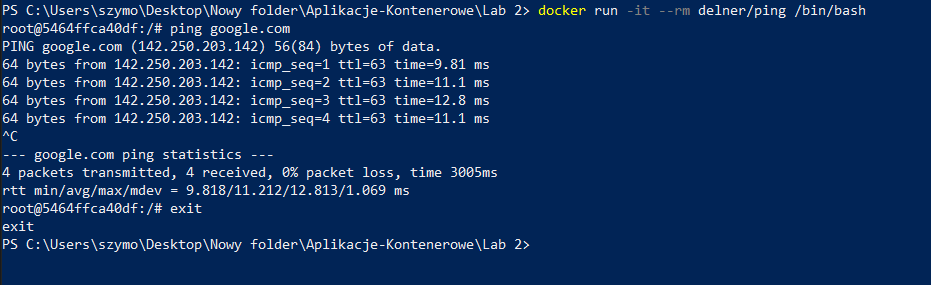 PS C:\Users\szymo\Desktop\Nowy folder\Aplikacje-Kontenerowe\Lab 2> docker run -it --rm delner/ping /bin/bash
root@5464ffca40df:/# ping google.com
PING google.com (142.250.203.142) 56(84) bytes of data.
64 bytes from 142.250.203.142: icmp_seq=1 ttl=63 time=9.81 ms
64 bytes from 142.250.203.142: icmp_seq=2 ttl=63 time=11.1 ms
64 bytes from 142.250.203.142: icmp_seq=3 ttl=63 time=12.8 ms
64 bytes from 142.250.203.142: icmp_seq=4 ttl=63 time=11.1 ms
^C
--- google.com ping statistics ---
4 packets transmitted, 4 received, 0% packet loss, time 3005ms
rtt min/avg/max/mdev = 9.818/11.212/12.813/1.069 ms
root@5464ffca40df:/# exit
exit
PS C:\Users\szymo\Desktop\Nowy folder\Aplikacje-Kontenerowe\Lab 2>